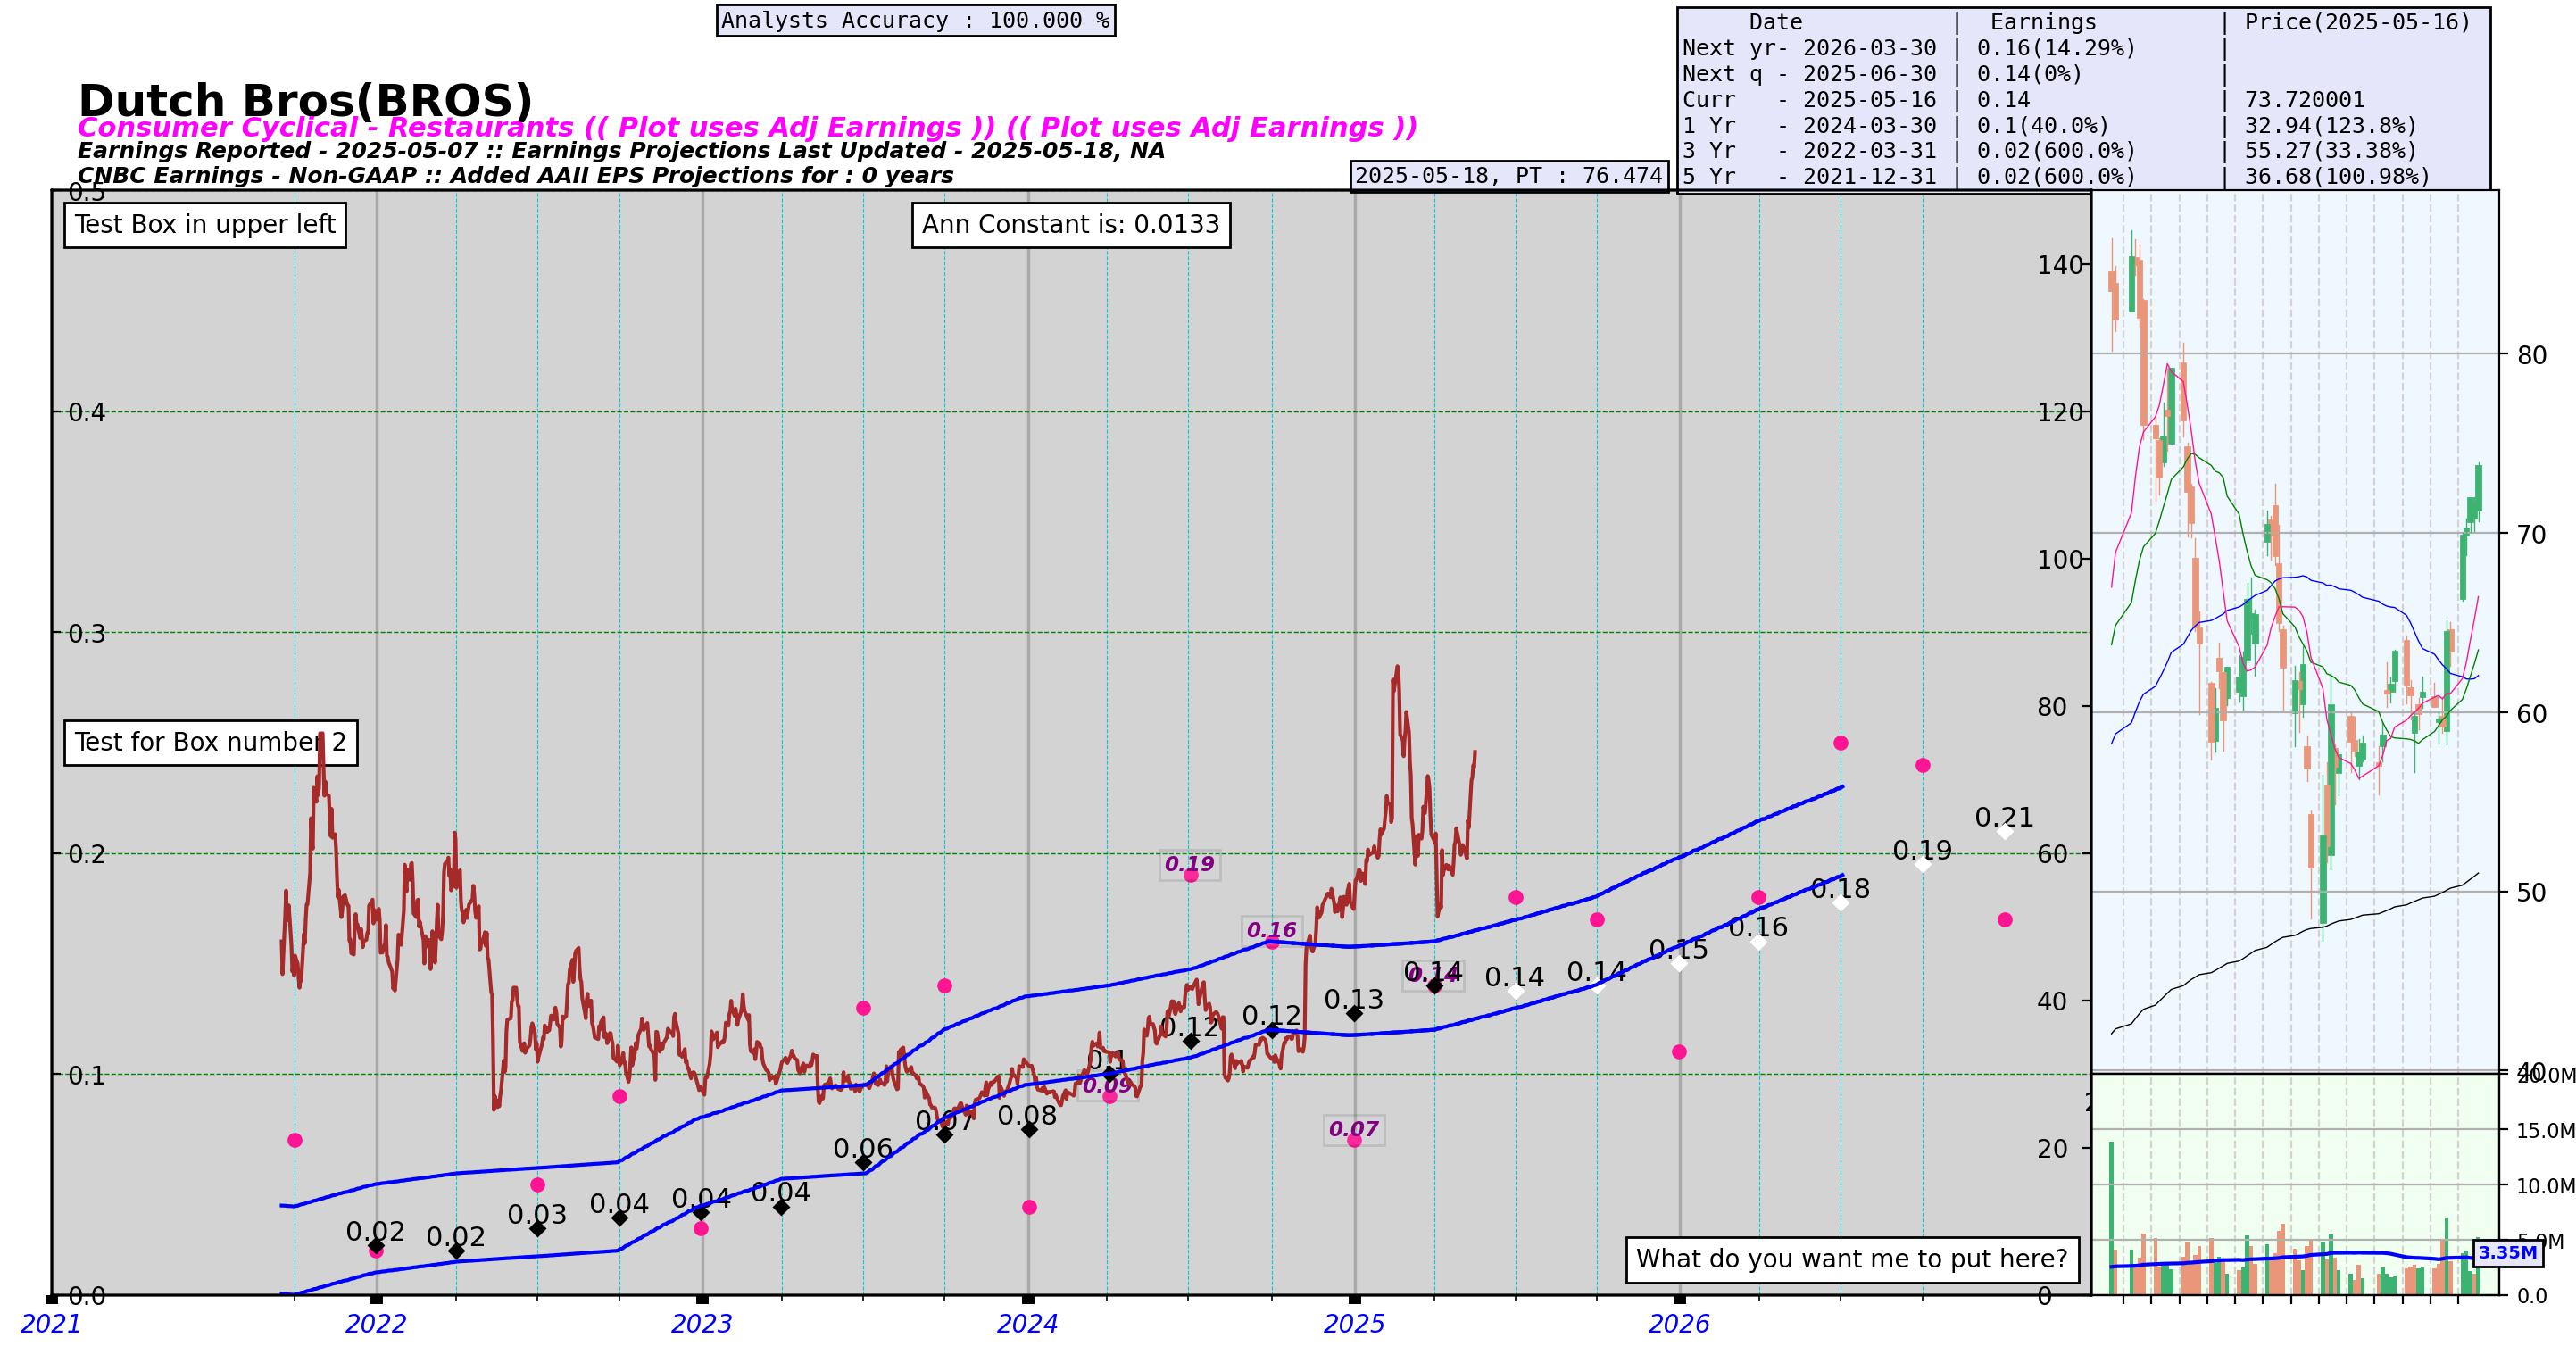 Analysts Accuracy : 100.000 %
Date | Earnings | Price(2025-05-16)
Next yr- 2026-03-30 | 0.16(14.29%) |
Next q - 2025-06-30 | 0.14(0%) |
Curr - 2025-05-16 | 0.14 | 73.720001
1 Yr - 2024-03-30 | 0.1(40.0%) | 32.94(123.8%)
3 Yr - 2022-03-31 | 0.02(600.0%) | 55.27(33.38%)
5 Yr - 2021-12-31 | 0.02(600.0%) | 36.68(100.98%)
Dutch Bros(BROS)
Consumer Cyclical - Restaurants (( Plot uses Adj Earnings )) (( Plot uses Adj Earnings ))
Earnings Reported - 2025-05-07 :: Earnings Projections Last Updated - 2025-05-18, NA
CNBC Earnings - Non-GAAP :: Added AAII EPS Projections for : 0 years
2025-05-18, PT : 76.474
0.5
Test Box in upper left
Ann Constant is: 0.0133
140
80
0.4
120
70
100
0.3
80
60
Test for Box number 2
0.21
0.2
0.19
0.19
60
0.18
50
0.16
0.16
0.15
0.14
0.14
0.14
0.14
0.13
0.12
0.12
40
0.1
0.1
0.09
40
20.0M
0.08
0.07
0.07
15.0M
0.06
20
0.04
0.04
0.04
10.0M
0.03
0.02
0.02
5.0M
3.35M
What do you want me to put here?
0.0
0
0.0
2021
2022
2023
2024
2025
2026